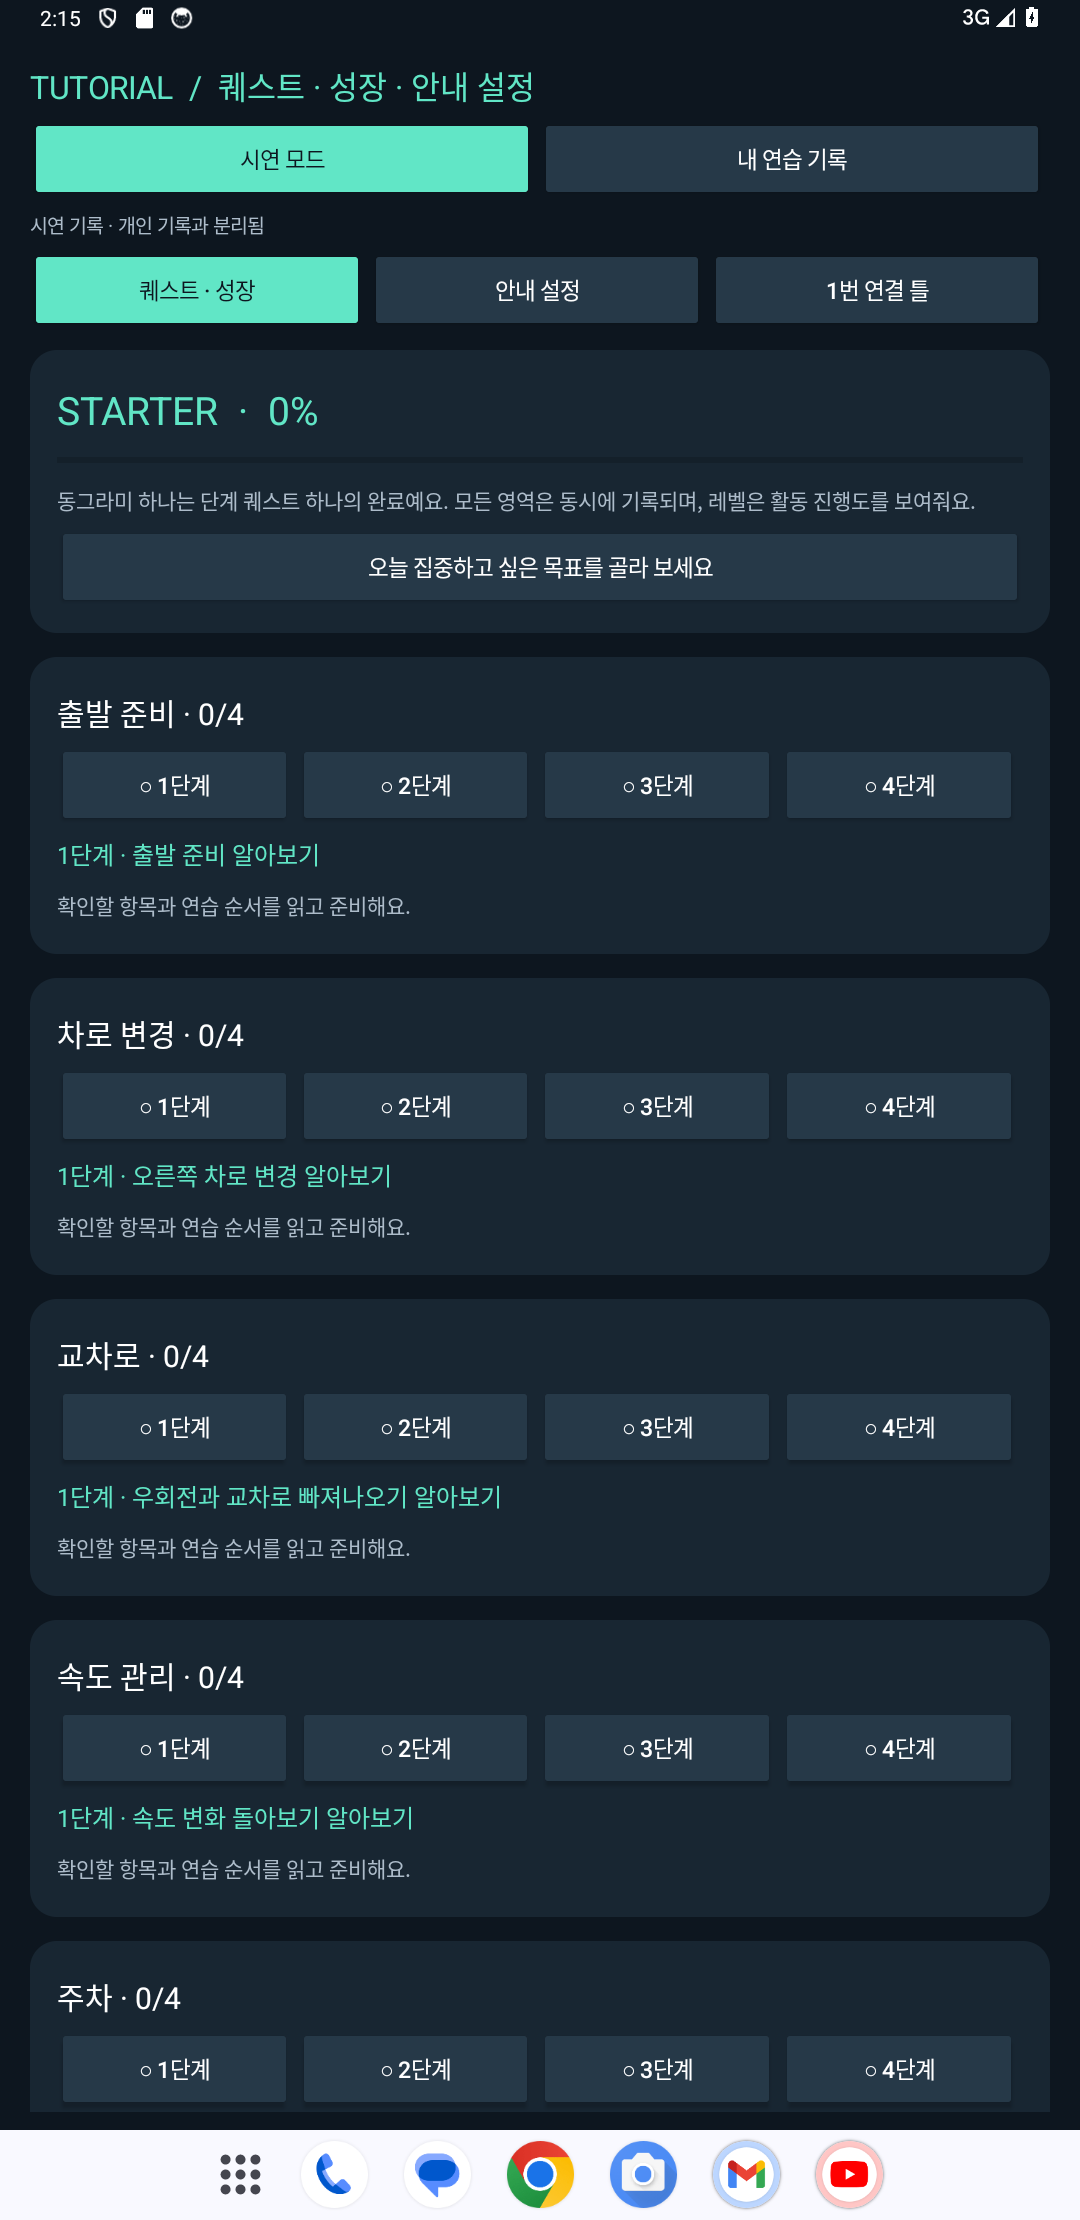 2:15 3G
TUTORIAL / 퀘스트 · 성장 · 안내 설정
시연 모드 내 연습 기록
시연 기록 · 개인 기록과 분리됨
퀘스트 · 성장 안내 설정 1번 연결 틀
STARTER · 0%
동그라미 하나는 단계 퀘스트 하나의 완료예요. 모든 영역은 동시에 기록되며, 레벨은 활동 진행도를 보여줘요.
오늘 집중하고 싶은 목표를 골라 보세요
출발 준비 · 0/4
○ 1단계 ○ 2단계 ○ 3단계 ○ 4단계
1단계 · 출발 준비 알아보기
확인할 항목과 연습 순서를 읽고 준비해요.
차로 변경 · 0/4
○ 1단계 ○ 2단계 ○ 3단계 ○ 4단계
1단계 · 오른쪽 차로 변경 알아보기
확인할 항목과 연습 순서를 읽고 준비해요.
교차로 · 0/4
○ 1단계 ○ 2단계 ○ 3단계 ○ 4단계
1단계 · 우회전과 교차로 빠져나오기 알아보기
확인할 항목과 연습 순서를 읽고 준비해요.
속도 관리 · 0/4
○ 1단계 ○ 2단계 ○ 3단계 ○ 4단계
1단계 · 속도 변화 돌아보기 알아보기
확인할 항목과 연습 순서를 읽고 준비해요.
주차 · 0/4
○ 1단계 ○ 2단계 ○ 3단계 ○ 4단계